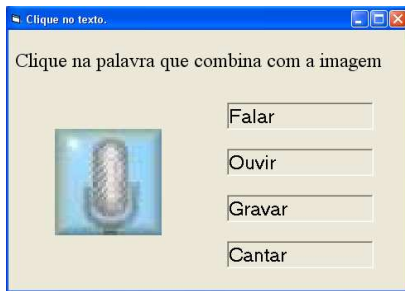 Clique no texto.
Clique na palavra que combina com a imagem
Falar
Ouvir
Gravar
Cantar